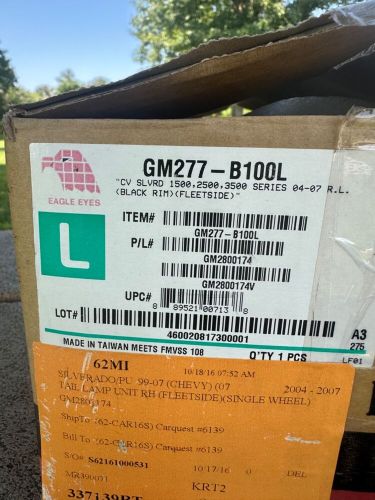 GM277-B100L
"CV SLVRD 1500,2500,3500 SERIES 04-07 R.L.
(BLACK RIM)(FLEETSIDE)"
EAGLE EYES
L
ITEM#
GM277-B100L
P/L#
GM2800174
GM2800174V
UPC#
8 89521 00713 8
LOT#
460020817300001
A3
275
LF01
MADE IN TAIWAN MEETS FMVSS 108
Q'TY 1 PCS
62MI
10/18/16 07:52 AM
SILVERADO/PU 99-07 (CHEVY) (07
2004 - 2007
TAIL LAMP UNIT RH (FLEETSIDE)(SINGLE WHEEL)
GM2801174
ShipTo (62-CAR16S) Carquest #6139
Bill To (62-CAR16S) Carquest #6139
S/O# S62161000531
10/17/16
0
DEL
KRT2